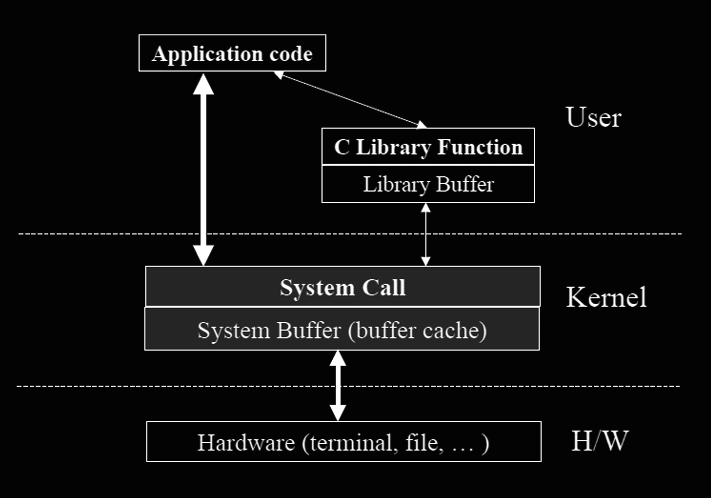 Application code
User
C Library Function
Library Buffer
System Call
Kernel
System Buffer (buffer cache)
Hardware (terminal, file, … )
H/W